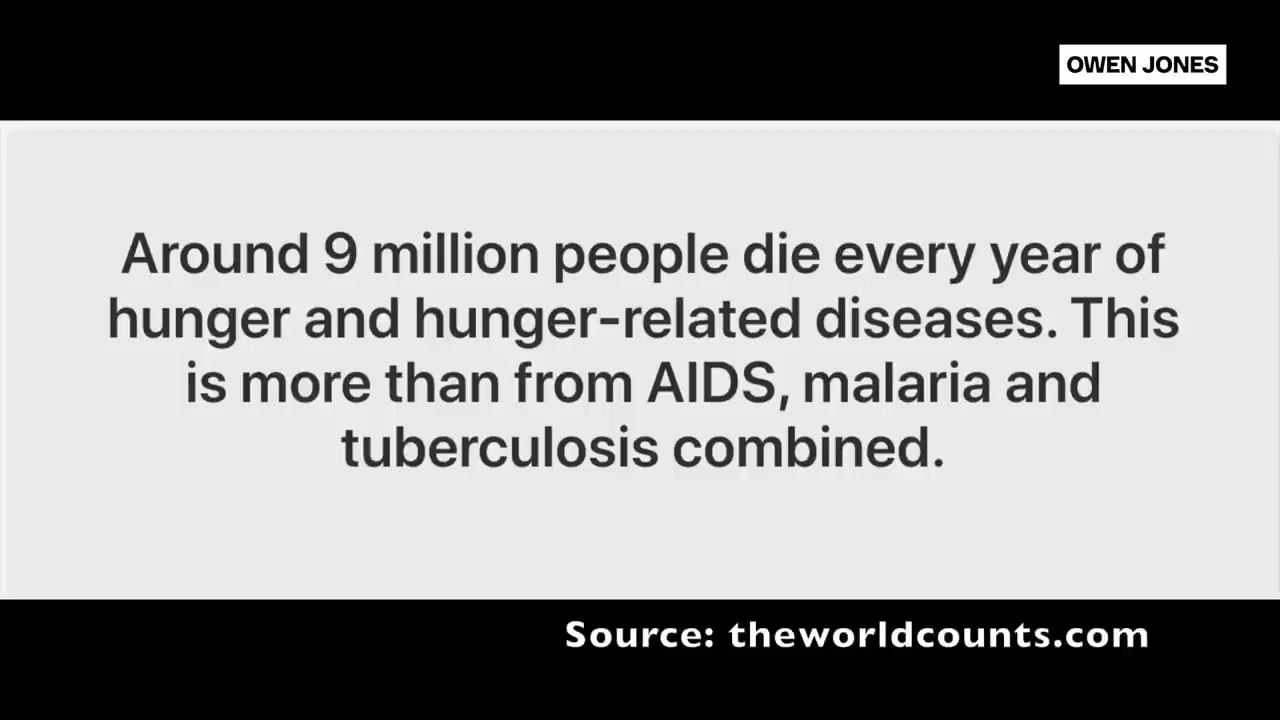 OWEN JONES
Around 9 million people die every year of
hunger and hunger-related diseases. This
is more than from AIDS, malaria and
tuberculosis combined.
Source: theworldcounts.com